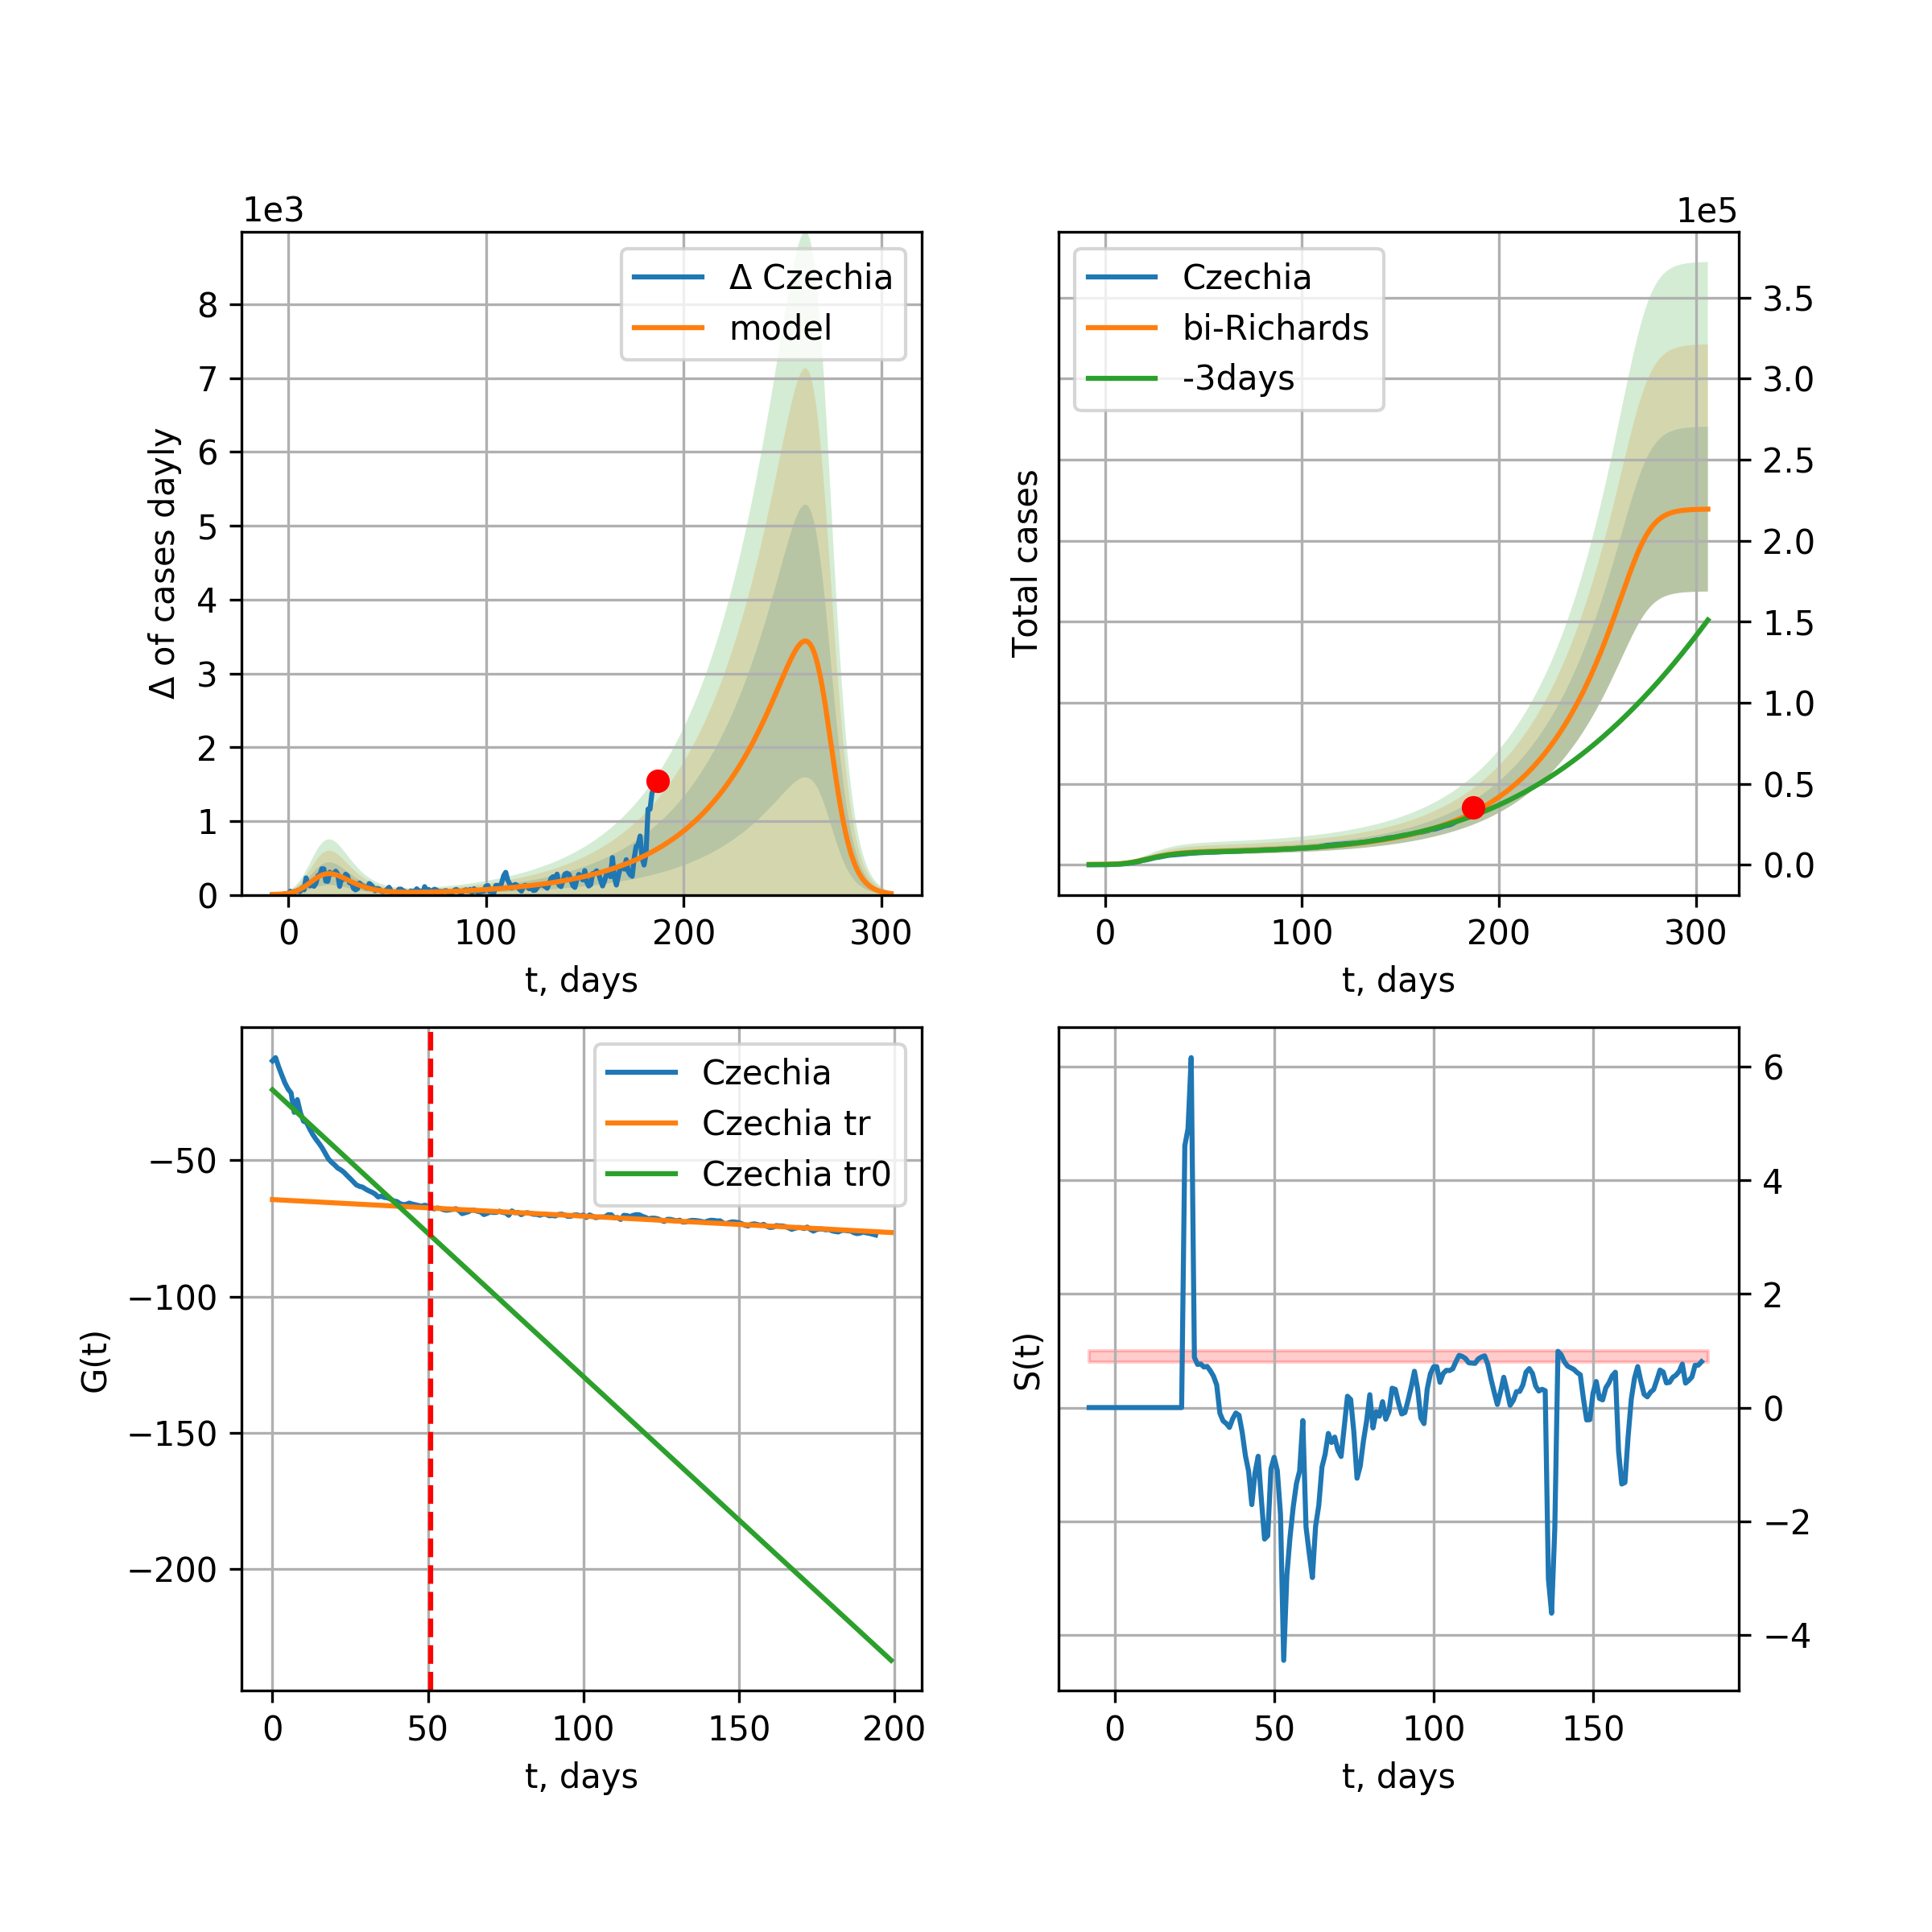 1e3
Δ of cases dayly
8
7
6
5
4
3
2
1
0
0 100 200 300
t, days
Δ Czechia
model
1e5
Total cases
Czechia
bi-Richards
-3days
3.5
3.0
2.5
2.0
1.5
1.0
0.5
0.0
0 100 200 300
t, days
G(t)
−50
−100
−150
−200
0 50 100 150 200
t, days
Czechia
Czechia tr
Czechia tr0
S(t)
6
4
2
0
−2
−4
0 50 100 150
t, days